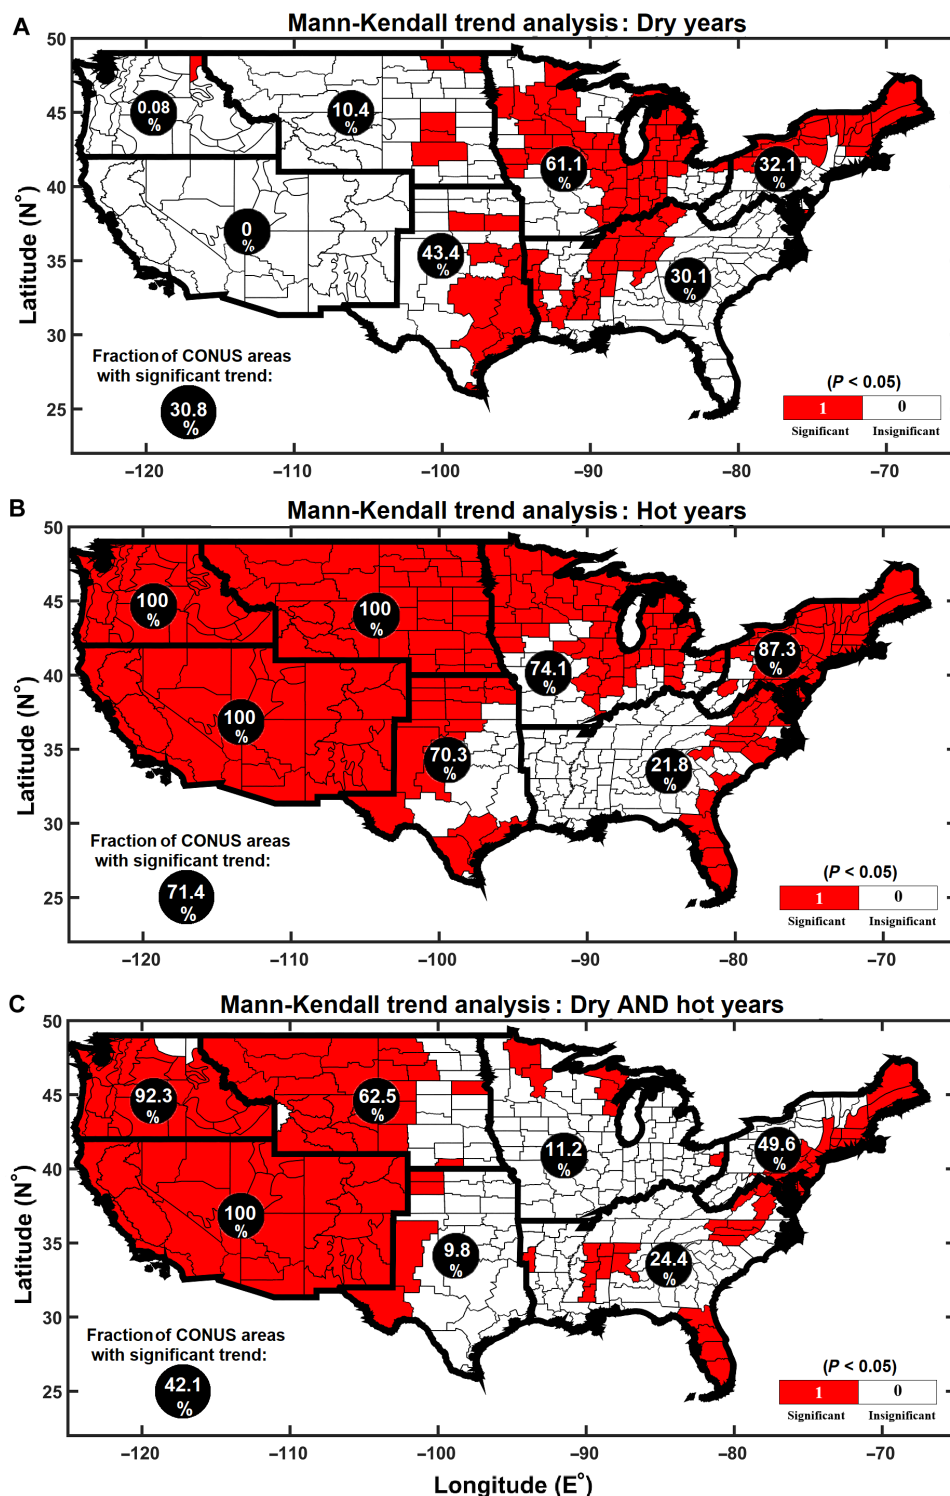 A
Mann-Kendall trend analysis: Dry years
50
45
40
35
30
25
Latitude (N°)
0.08
%
10.4
%
61.1
%
32.1
%
0
%
43.4
%
30.1
%
Fraction of CONUS areas
with significant trend:
30.8
%
(P < 0.05)
1 0
Significant Insignificant
−120 −110 −100 −90 −80 −70
B
Mann-Kendall trend analysis: Hot years
50
45
40
35
30
25
Latitude (N°)
100
%
100
%
74.1
%
87.3
%
100
%
70.3
%
21.8
%
Fraction of CONUS areas
with significant trend:
71.4
%
(P < 0.05)
1 0
Significant Insignificant
−120 −110 −100 −90 −80 −70
C
Mann-Kendall trend analysis: Dry AND hot years
50
45
40
35
30
25
Latitude (N°)
92.3
%
62.5
%
11.2
%
49.6
%
100
%
9.8
%
24.4
%
Fraction of CONUS areas
with significant trend:
42.1
%
(P < 0.05)
1 0
Significant Insignificant
−120 −110 −100 −90 −80 −70
Longitude (E°)